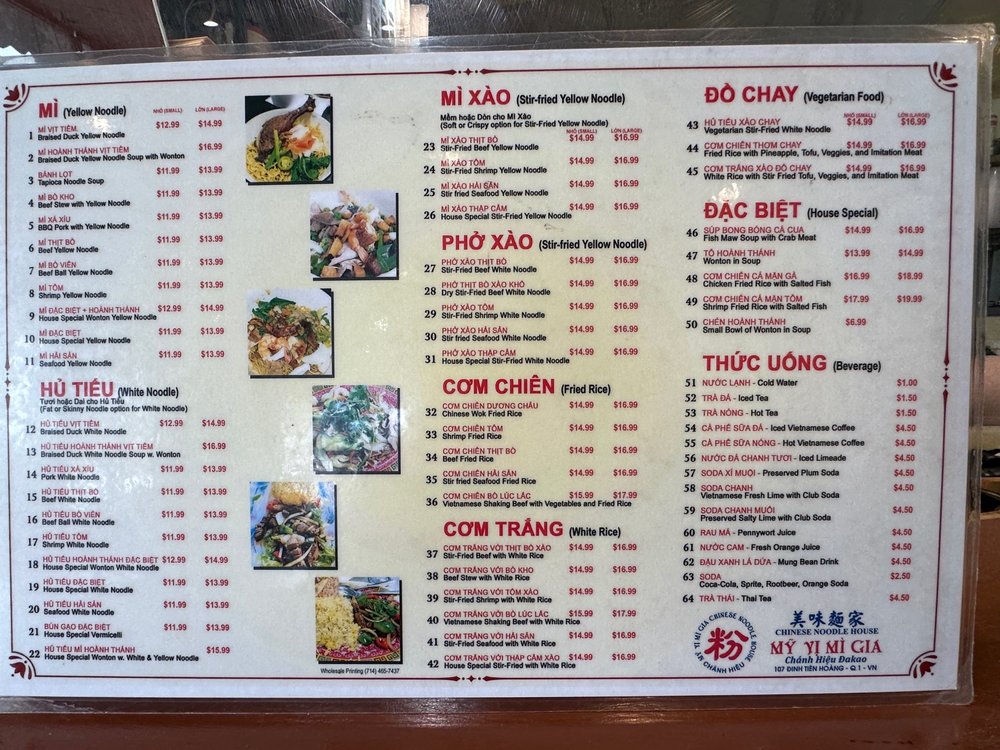 MÌ (Yellow Noodle) NHỎ (SMALL) LỚN (LARGE)
1 MÌ VỊT TIỀM $12.99 $14.99
Braised Duck Yellow Noodle
2 MÌ HOÀNH THÁNH VỊT TIỀM $16.99
Braised Duck Yellow Noodle Soup with Wonton
3 BÁNH LỌT $11.99 $13.99
Tapioca Noodle Soup
4 MÌ BÒ KHO $11.99 $13.99
Beef Stew with Yellow Noodle
5 MÌ XÁ XÍU $11.99 $13.99
BBQ Pork with Yellow Noodle
6 MÌ THỊT BÒ $11.99 $13.99
Beef Yellow Noodle
7 MÌ BÒ VIÊN $11.99 $13.99
Beef Ball Yellow Noodle
8 MÌ TÔM $11.99 $13.99
Shrimp Yellow Noodle
9 MÌ ĐẶC BIỆT + HOÀNH THÁNH $12.99 $14.99
House Special Wonton Yellow Noodle
10 MÌ ĐẶC BIỆT $11.99 $13.99
House Special Yellow Noodle
11 MÌ HẢI SẢN $11.99 $13.99
Seafood Yellow Noodle
HỦ TIẾU (White Noodle)
Tươi hoặc Dai cho Hủ Tiếu
(Fat or Skinny Noodle option for White Noodle)
12 HỦ TIẾU VỊT TIỀM $12.99 $14.99
Braised Duck White Noodle
13 HỦ TIẾU HOÀNH THÁNH VỊT TIỀM $16.99
Braised Duck White Noodle Soup w. Wonton
14 HỦ TIẾU XÁ XÍU $11.99 $13.99
Pork White Noodle
15 HỦ TIẾU THỊT BÒ $11.99 $13.99
Beef White Noodle
16 HỦ TIẾU BÒ VIÊN $11.99 $13.99
Beef Ball White Noodle
17 HỦ TIẾU TÔM $11.99 $13.99
Shrimp White Noodle
18 HỦ TIẾU HOÀNH THÁNH ĐẶC BIỆT $12.99 $14.99
House Special Wonton White Noodle
19 HỦ TIẾU ĐẶC BIỆT $11.99 $13.99
House Special White Noodle
20 HỦ TIẾU HẢI SẢN $11.99 $13.99
Seafood White Noodle
21 BÚN GẠO ĐẶC BIỆT $11.99 $13.99
House Special Vermicelli
22 HỦ TIẾU MÌ HOÀNH THÁNH $15.99
House Special Wonton w. White & Yellow Noodle
Wholesale Printing (714) 465-7437
MÌ XÀO (Stir-fried Yellow Noodle)
Mềm hoặc Dòn cho Mì Xào
(Soft or Crispy option for Stir-Fried Yellow Noodle) NHỎ (SMALL) LỚN (LARGE)
23 MÌ XÀO THỊT BÒ $14.99 $16.99
Stir-Fried Beef Yellow Noodle
24 MÌ XÀO TÔM $14.99 $16.99
Stir-Fried Shrimp Yellow Noodle
25 MÌ XÀO HẢI SẢN $14.99 $16.99
Stir fried Seafood Yellow Noodle
26 MÌ XÀO THẬP CẨM $14.99 $16.99
House Special Stir-Fried Yellow Noodle
PHỞ XÀO (Stir-fried Yellow Noodle)
27 PHỞ XÀO THỊT BÒ $14.99 $16.99
Stir-Fried Beef White Noodle
28 PHỞ THỊT BÒ XÀO KHÔ $14.99 $16.99
Dry Stir-Fried Beef White Noodle
29 PHỞ XÀO TÔM $14.99 $16.99
Stir-Fried Shrimp White Noodle
30 PHỞ XÀO HẢI SẢN $14.99 $16.99
Stir fried Seafood White Noodle
31 PHỞ XÀO THẬP CẨM $14.99 $16.99
House Special Stir-Fried White Noodle
CƠM CHIÊN (Fried Rice)
32 CƠM CHIÊN DƯƠNG CHÂU $14.99 $16.99
Chinese Wok Fried Rice
33 CƠM CHIÊN TÔM $14.99 $16.99
Shrimp Fried Rice
34 CƠM CHIÊN THỊT BÒ $14.99 $16.99
Beef Fried Rice
35 CƠM CHIÊN HẢI SẢN $14.99 $16.99
Stir fried Seafood Fried Rice
36 CƠM CHIÊN BÒ LÚC LẮC $15.99 $17.99
Vietnamese Shaking Beef with Vegetables and Fried Rice
CƠM TRẮNG (White Rice)
37 CƠM TRẮNG VỚI THỊT BÒ XÀO $14.99 $16.99
Stir-Fried Beef with White Rice
38 CƠM TRẮNG VỚI BÒ KHO $14.99 $16.99
Beef Stew with White Rice
39 CƠM TRẮNG VỚI TÔM XÀO $14.99 $16.99
Stir-Fried Shrimp with White Rice
40 CƠM TRẮNG VỚI BÒ LÚC LẮC $15.99 $17.99
Vietnamese Shaking Beef with White Rice
41 CƠM TRẮNG VỚI HẢI SẢN $14.99 $16.99
Stir-Fried Seafood with White Rice
42 CƠM TRẮNG VỚI THẬP CẨM XÀO $14.99 $16.99
House Special Stir-Fried with White Rice
ĐỒ CHAY (Vegetarian Food)
NHỎ (SMALL) LỚN (LARGE)
43 HỦ TIẾU XÀO CHAY $14.99 $16.99
Vegetarian Stir-Fried White Noodle
44 CƠM CHIÊN THƠM CHAY $14.99 $16.99
Fried Rice with Pineapple, Tofu, Veggies, and Imitation Meat
45 CƠM TRẮNG XÀO ĐỒ CHAY $14.99 $16.99
White Rice with Stir Fried Tofu, Veggies, and Imitation Meat
ĐẶC BIỆT (House Special)
46 SÚP BONG BÓNG CÁ CUA $14.99 $16.99
Fish Maw Soup with Crab Meat
47 TÔ HOÀNH THÁNH $13.99 $14.99
Wonton in Soup
48 CƠM CHIÊN CÁ MẶN GÀ $16.99 $18.99
Chicken Fried Rice with Salted Fish
49 CƠM CHIÊN CÁ MẶN TÔM $17.99 $19.99
Shrimp Fried Rice with Salted Fish
50 CHÉN HOÀNH THÁNH $6.99
Small Bowl of Wonton in Soup
THỨC UỐNG (Beverage)
51 NƯỚC LẠNH - Cold Water $1.00
52 TRÀ ĐÁ - Iced Tea $1.50
53 TRÀ NÓNG - Hot Tea $1.50
54 CÀ PHÊ SỮA ĐÁ - Iced Vietnamese Coffee $4.50
55 CÀ PHÊ SỮA NÓNG - Hot Vietnamese Coffee $4.50
56 NƯỚC ĐÁ CHANH TƯƠI - Iced Limeade $4.50
57 SODA XÍ MUỘI - Preserved Plum Soda $4.50
58 SODA CHANH $4.50
Vietnamese Fresh Lime with Club Soda
59 SODA CHANH MUỐI $4.50
Preserved Salty Lime with Club Soda
60 RAU MÁ - Pennywort Juice $4.50
61 NƯỚC CAM - Fresh Orange Juice $4.50
62 ĐẬU XANH LÁ DỨA - Mung Bean Drink $4.50
63 SODA $2.50
Coca-Cola, Sprite, Rootbeer, Orange Soda
64 TRÀ THÁI - Thai Tea $4.50
MỸ YI MÌ GIA CHINESE NOODLE HOUSE
粉
CHÁNH HIỆU
美味麵家
CHINESE NOODLE HOUSE
MỸ YI MÌ GIA
Chánh Hiệu Đakao
107 ĐINH TIÊN HOÀNG - Q.1 - VN